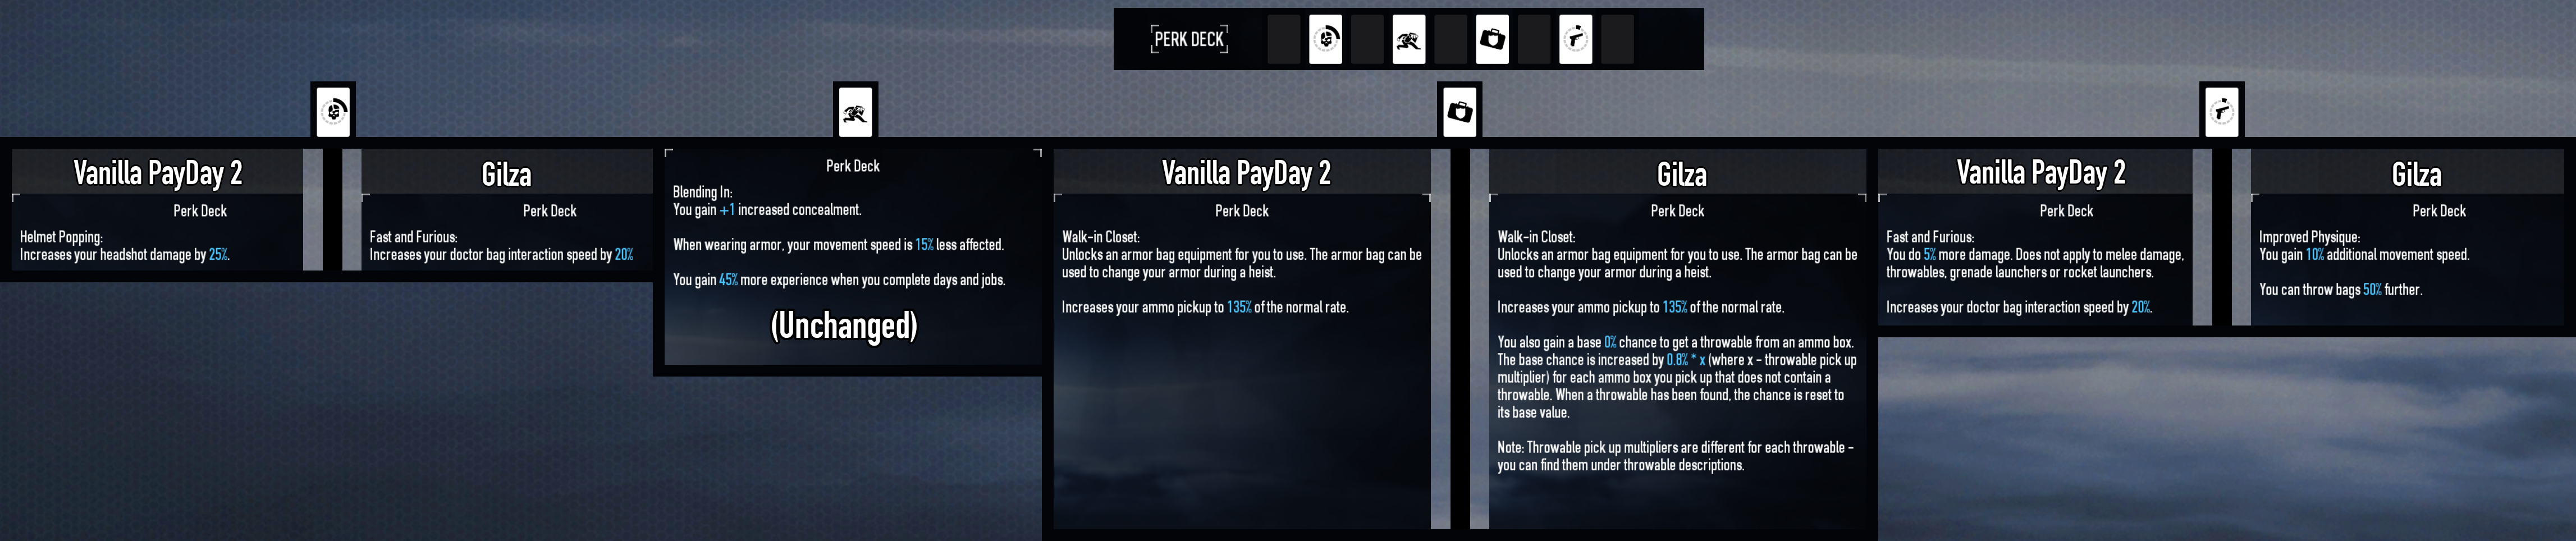 PERK DECK
Vanilla PayDay 2
Perk Deck
Helmet Popping:
Increases your headshot damage by 25%.
Gilza
Perk Deck
Fast and Furious:
Increases your doctor bag interaction speed by 20%
Perk Deck
Blending In:
You gain +1 increased concealment.
When wearing armor, your movement speed is 15% less affected.
You gain 45% more experience when you complete days and jobs.
(Unchanged)
Vanilla PayDay 2
Perk Deck
Walk-in Closet:
Unlocks an armor bag equipment for you to use. The armor bag can be
used to change your armor during a heist.
Increases your ammo pickup to 135% of the normal rate.
Gilza
Perk Deck
Walk-in Closet:
Unlocks an armor bag equipment for you to use. The armor bag can be
used to change your armor during a heist.
Increases your ammo pickup to 135% of the normal rate.
You also gain a base 0% chance to get a throwable from an ammo box.
The base chance is increased by 0.8% * x (where x - throwable pick up
multiplier) for each ammo box you pick up that does not contain a
throwable. When a throwable has been found, the chance is reset to
its base value.
Note: Throwable pick up multipliers are different for each throwable -
you can find them under throwable descriptions.
Vanilla PayDay 2
Perk Deck
Fast and Furious:
You do 5% more damage. Does not apply to melee damage,
throwables, grenade launchers or rocket launchers.
Increases your doctor bag interaction speed by 20%.
Gilza
Perk Deck
Improved Physique:
You gain 10% additional movement speed.
You can throw bags 50% further.